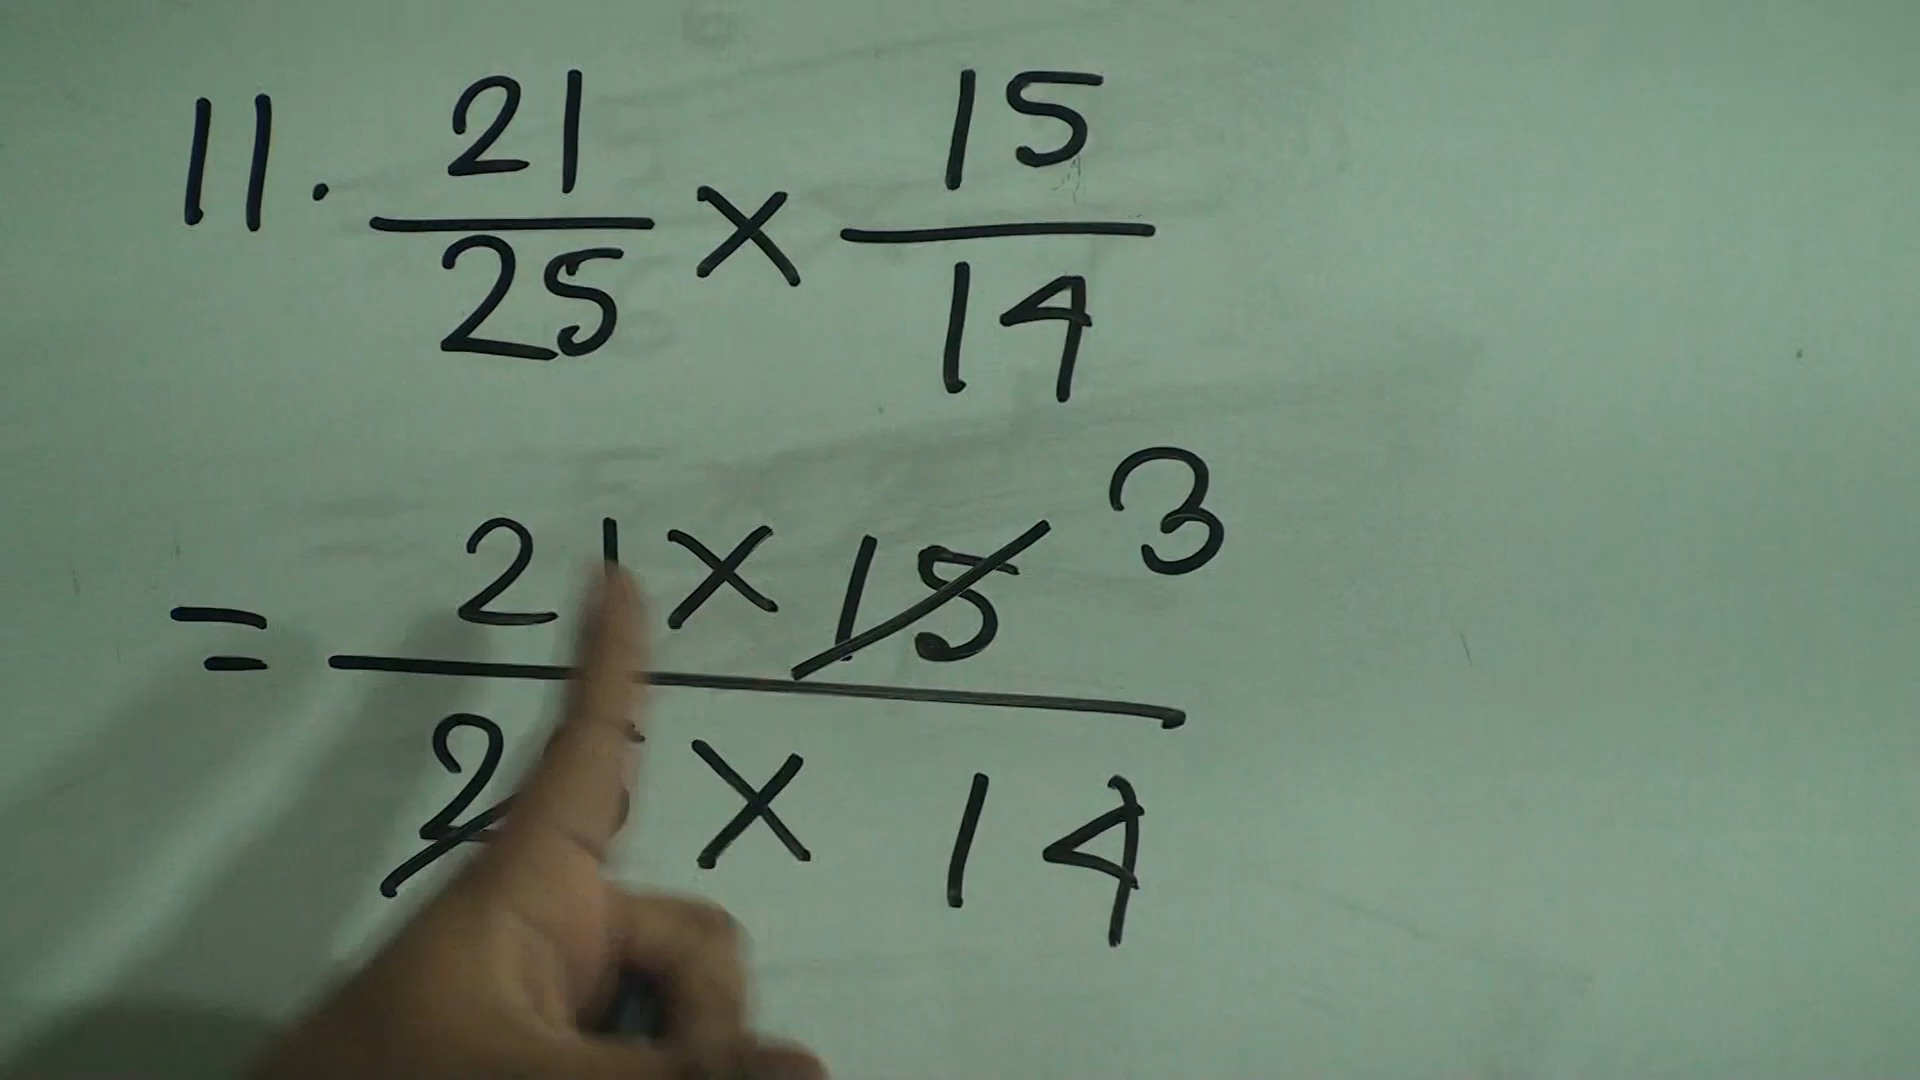 11. 21/25 × 15/14
3
= 21 × 15
2 × 14